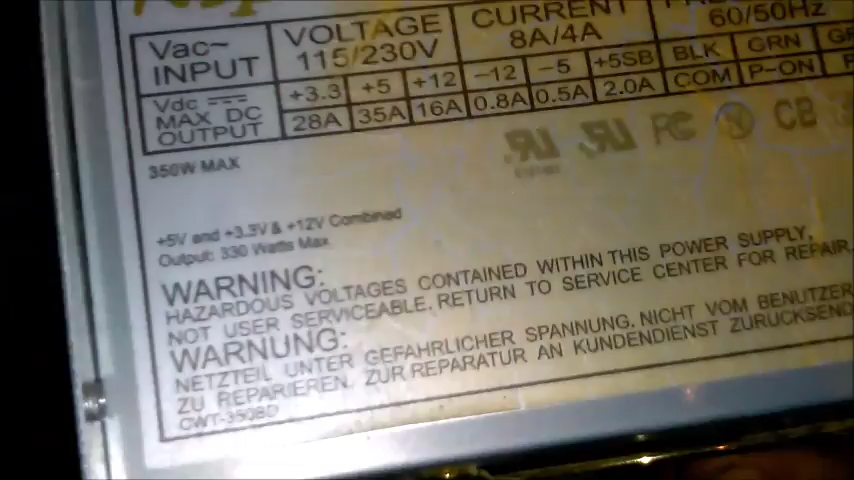 VOLTAGE CURRENT
Vac~ INPUT 115/230V 8A/4A 60/50Hz
Vdc +3.3 +5 +12 -12 -5 +5SB BLK GRN
MAX DC OUTPUT 28A 35A 16A 0.8A 0.5A 2.0A COM P-ON
350W MAX
+5V and +3.3V & +12V Combined
Output: 330 Watts Max
WARNING:
HAZARDOUS VOLTAGES CONTAINED WITHIN THIS POWER SUPPLY,
NOT USER SERVICEABLE. RETURN TO SERVICE CENTER FOR REPAIR.
WARNUNG:
NETZTEIL UNTER GEFAHRLICHER SPANNUNG. NICHT VOM BENUTZER
ZU REPARIEREN. ZUR REPARATUR AN KUNDENDIENST ZURUCKSEND